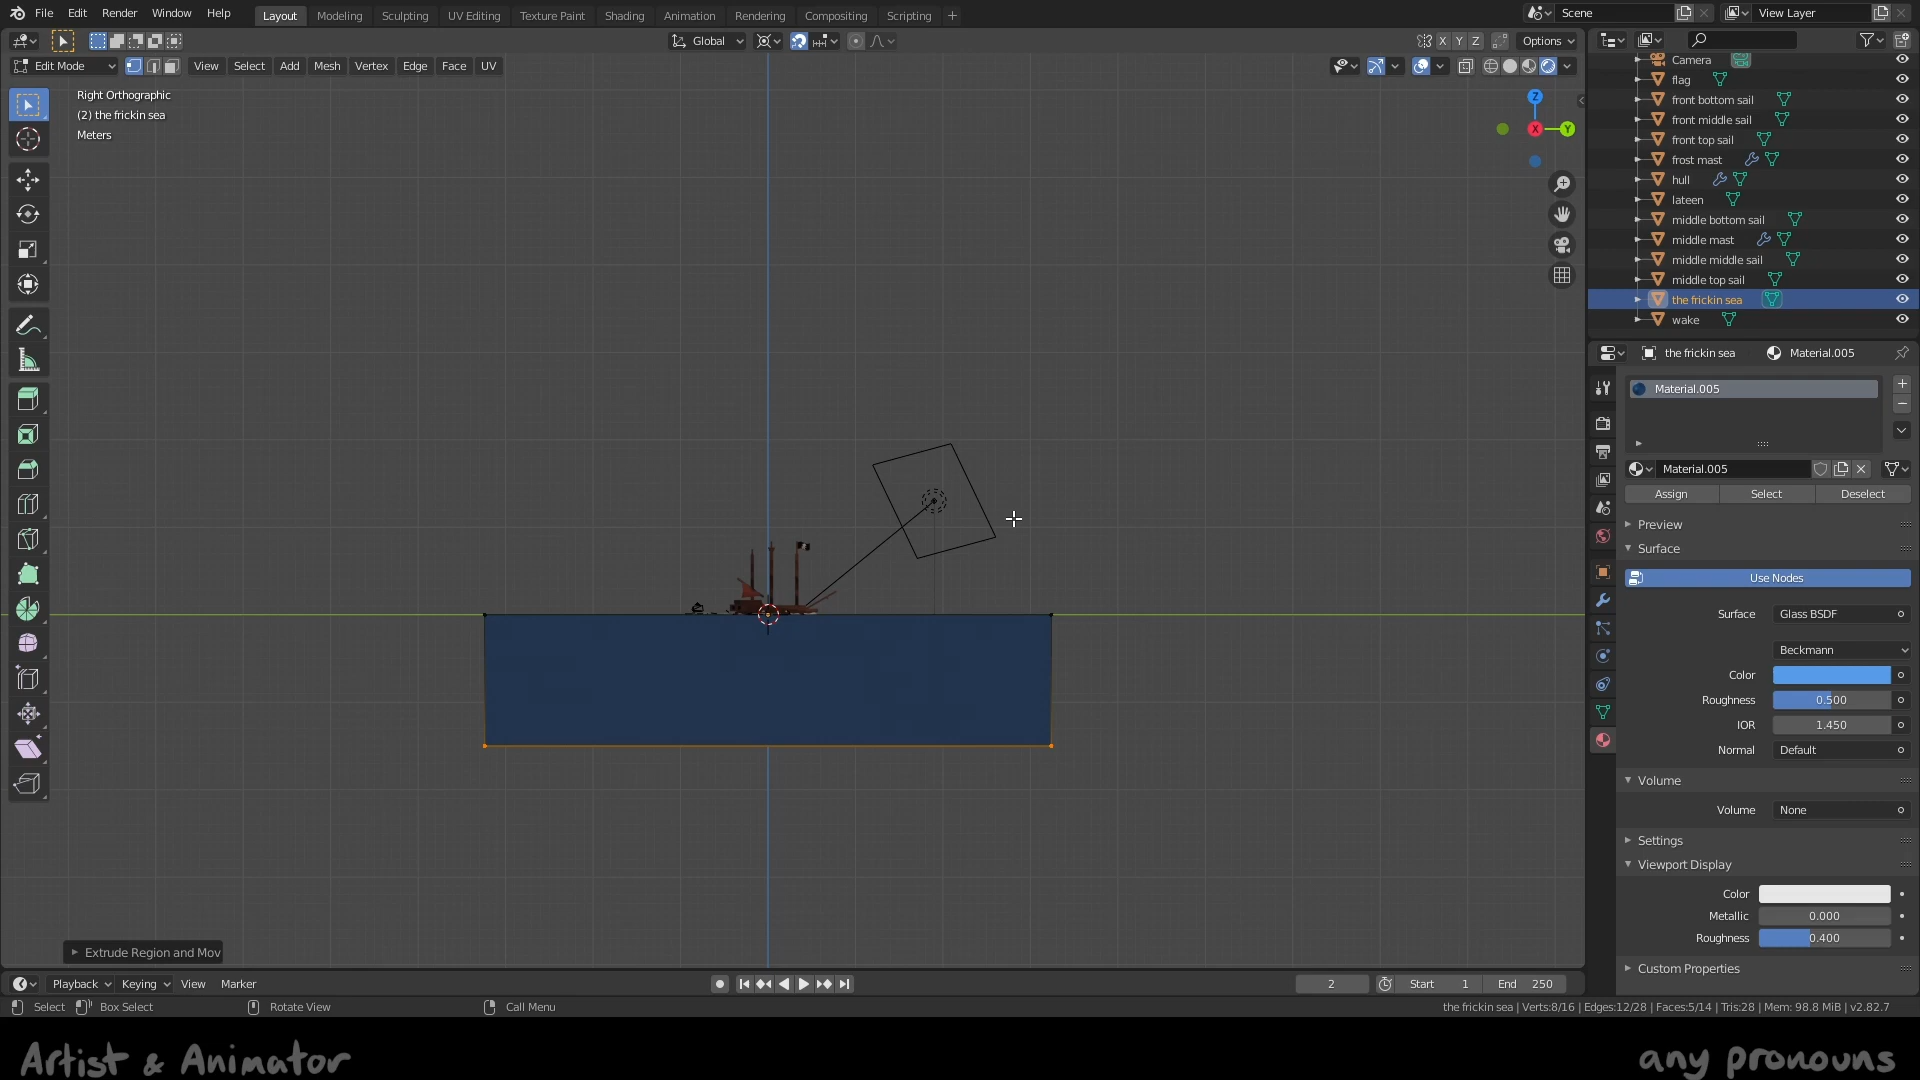 File Edit Render Window Help Layout Modeling Sculpting UV Editing Texture Paint Shading Animation Rendering Compositing Scripting + Scene View Layer
Global X Y Z Options
Edit Mode View Select Add Mesh Vertex Edge Face UV
Right Orthographic
(2) the frickin sea
Meters
Z
X
Y
Extrude Region and Mov
Camera
flag
front bottom sail
front middle sail
front top sail
frost mast
hull
lateen
middle bottom sail
middle mast
middle middle sail
middle top sail
the frickin sea
wake
the frickin sea Material.005
Material.005
Material.005
Assign Select Deselect
Preview
Surface
Use Nodes
Surface Glass BSDF
Beckmann
Color
Roughness 0.500
IOR 1.450
Normal Default
Volume
Volume None
Settings
Viewport Display
Color
Metallic 0.000
Roughness 0.400
Custom Properties
Playback Keying View Marker 2 Start 1 End 250
Select Box Select Rotate View Call Menu the frickin sea | Verts:8/16 | Edges:12/28 | Faces:5/14 | Tris:28 | Mem: 98.8 MiB | v2.82.7
Artist & Animator any pronouns